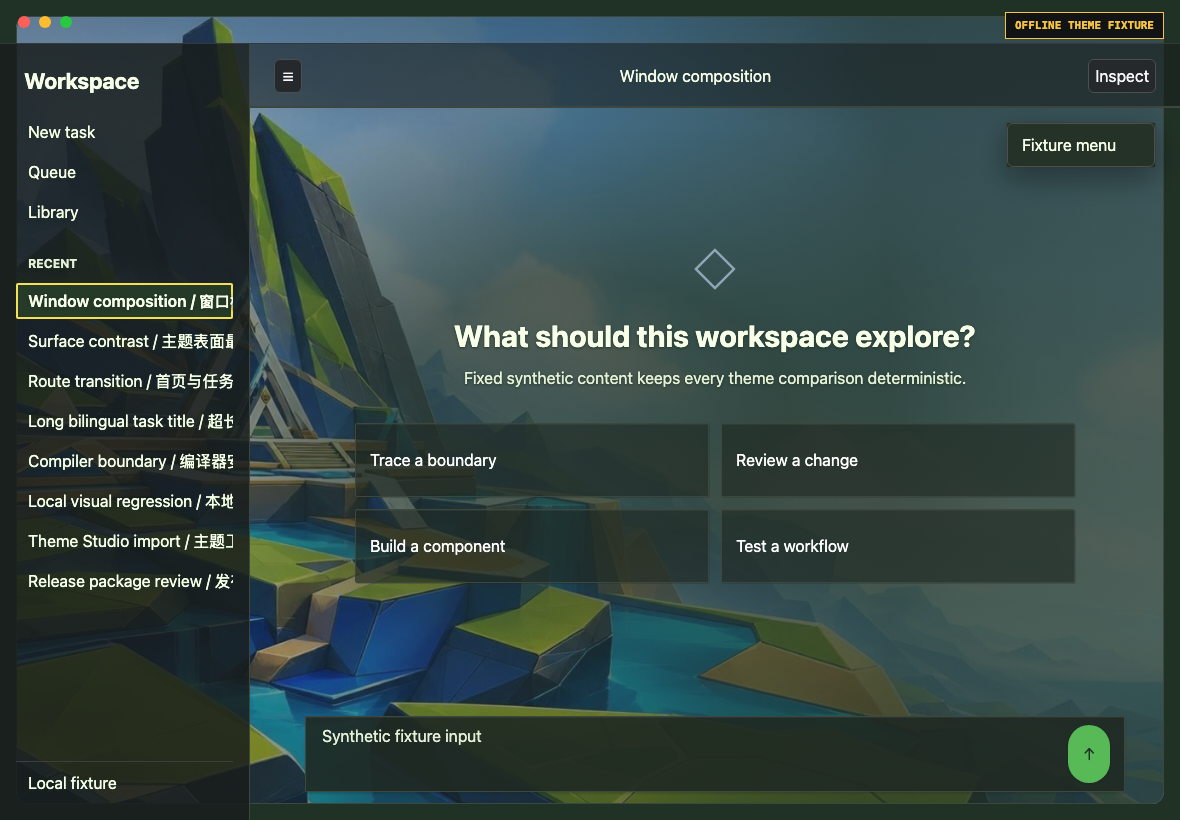 OFFLINE THEME FIXTURE
Workspace
Window composition
Inspect
New task
Queue
Library
Fixture menu
RECENT
Window composition / 窗口
Surface contrast / 主题表面
Route transition / 首页与任务
Long bilingual task title / 超长
Compiler boundary / 编译器
Local visual regression / 本地
Theme Studio import / 主题
Release package review / 发
Local fixture
What should this workspace explore?
Fixed synthetic content keeps every theme comparison deterministic.
Trace a boundary
Review a change
Build a component
Test a workflow
Synthetic fixture input